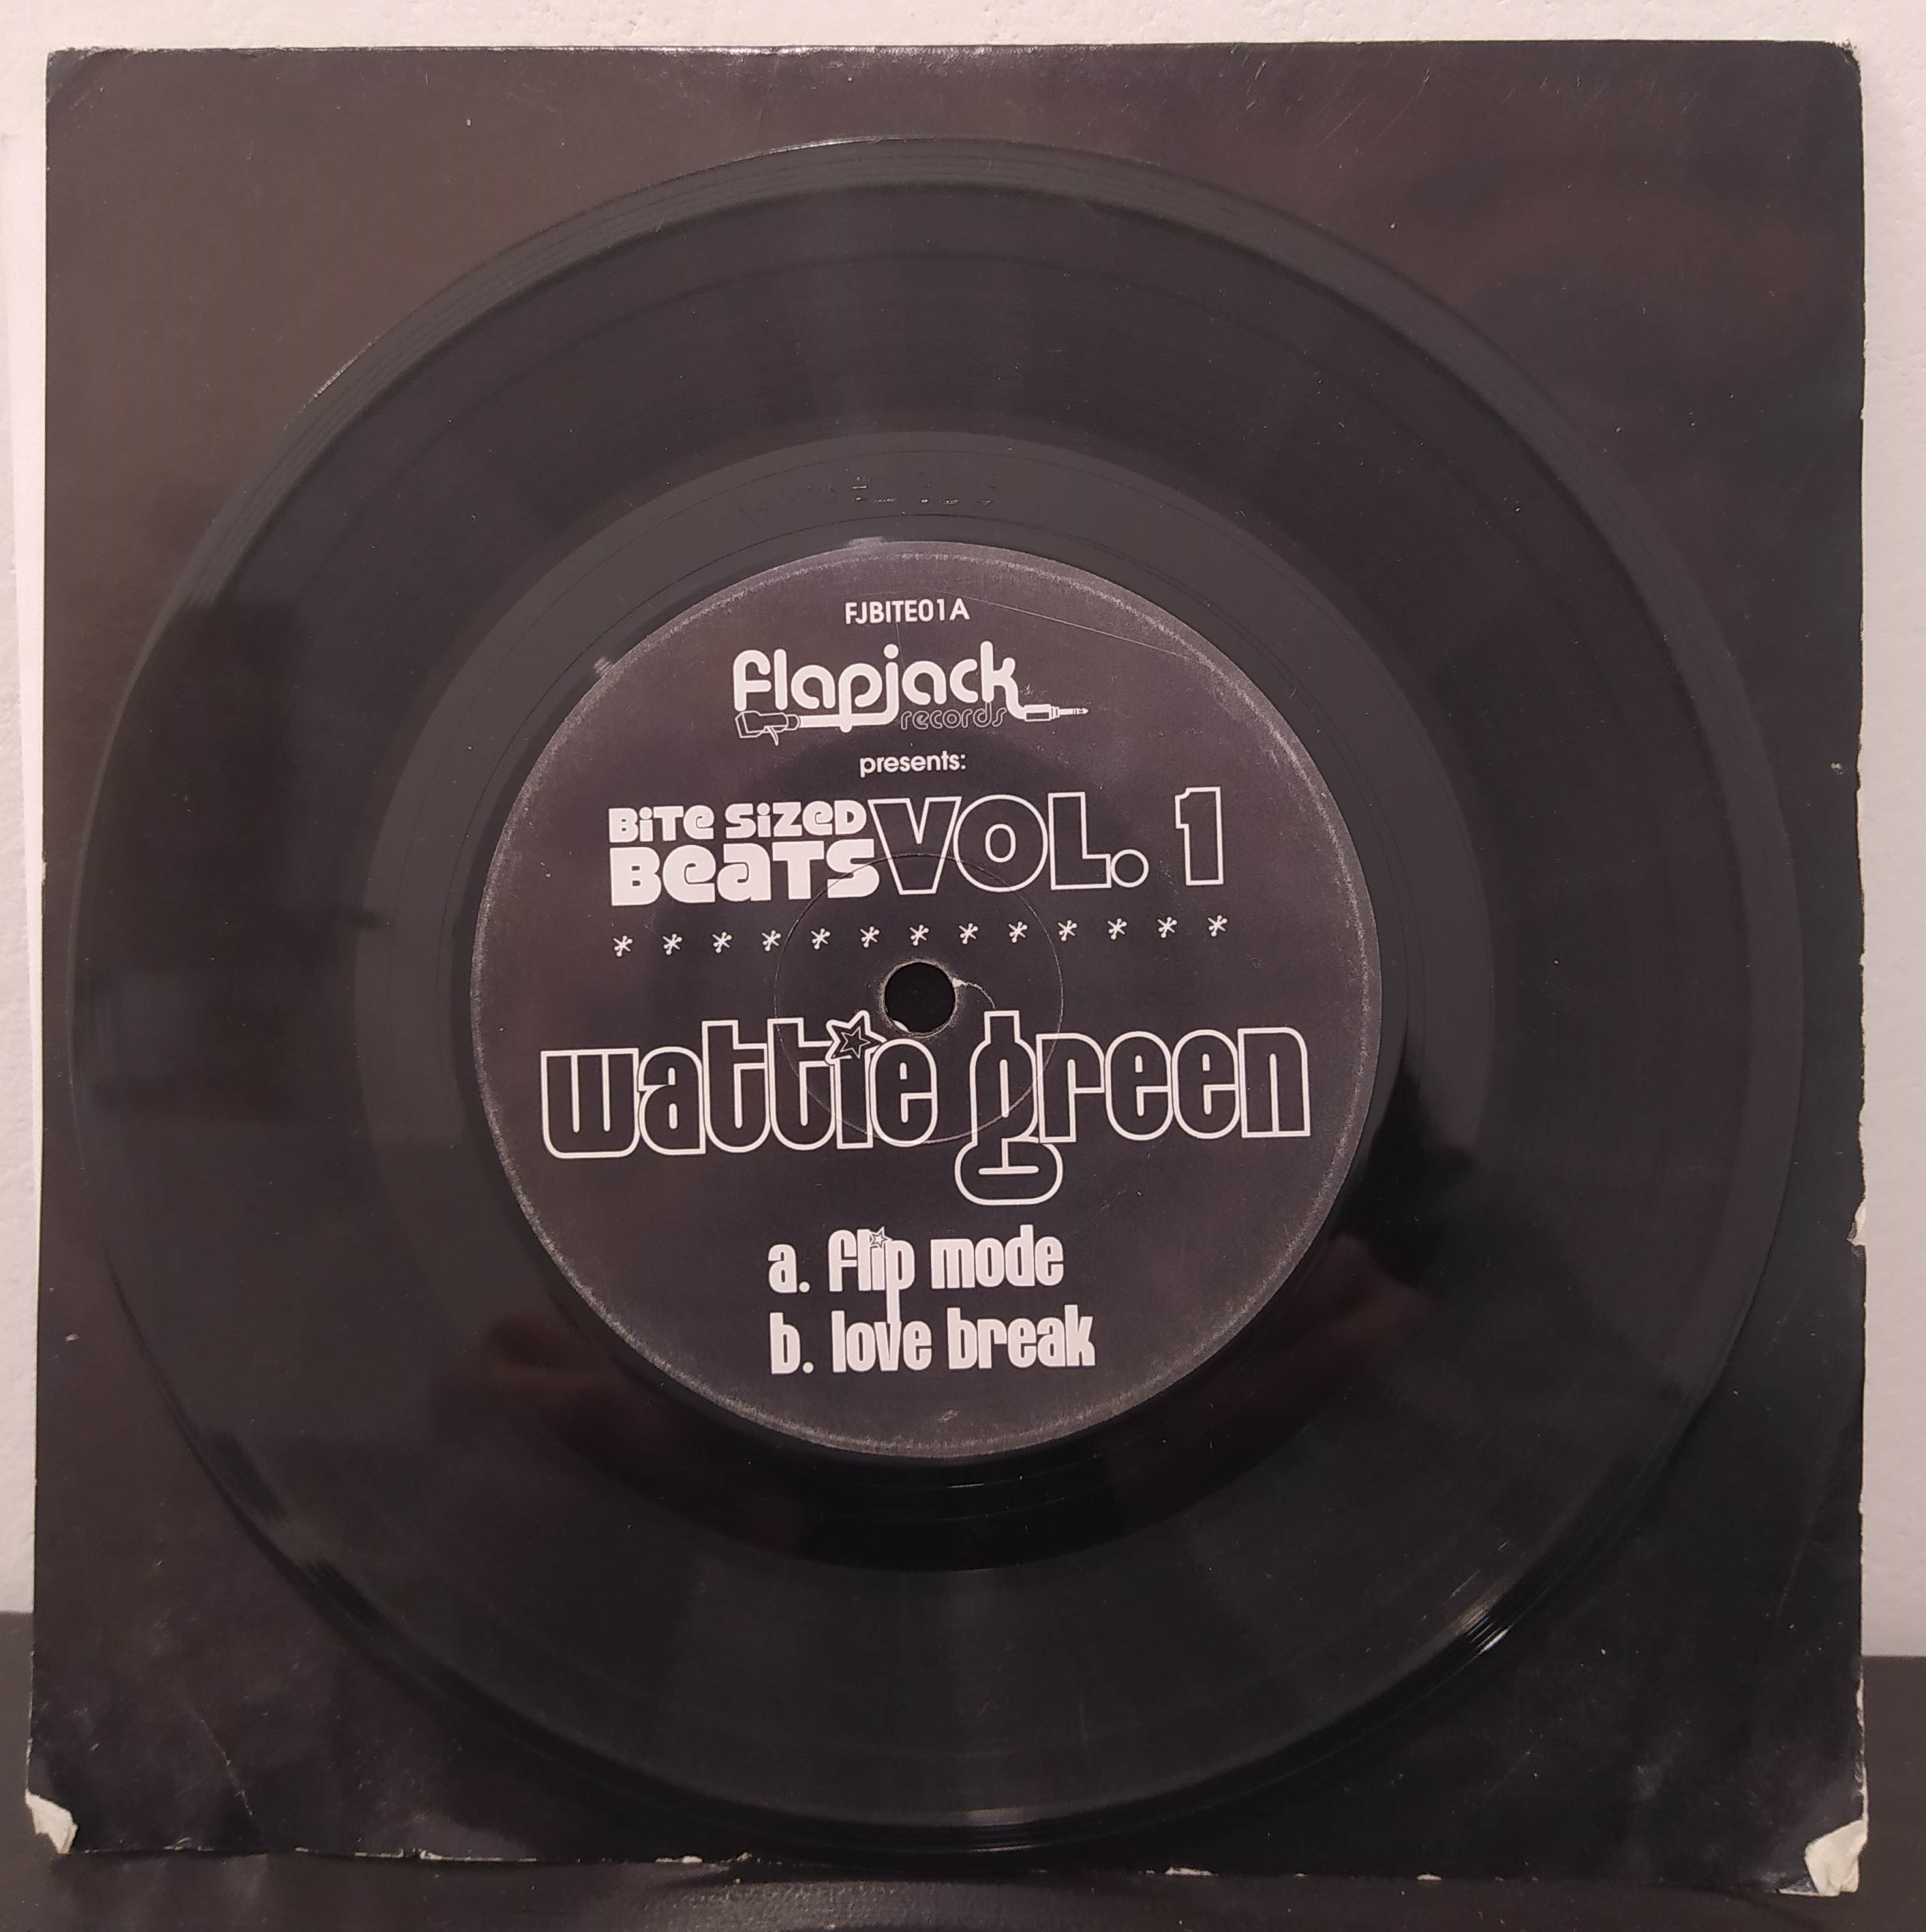 FJBITE01A
flapjack
records
presents:
BiTe SiZeD
BeaTS VOL. 1
* * * * * * * * * * * * *
wattie green
a. flip mode
b. love break